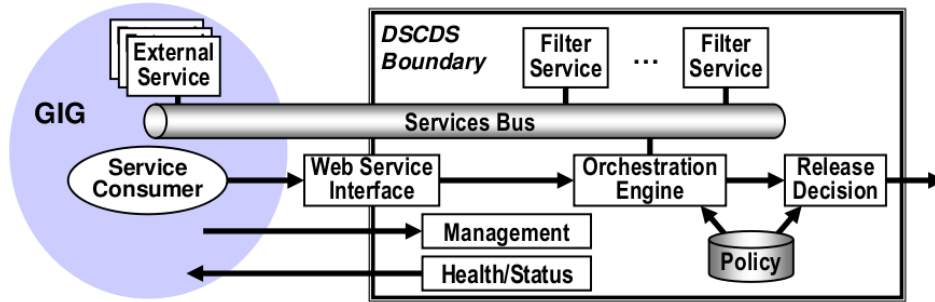 DSCDS
Boundary
External
Service
Filter
Service
...
Filter
Service
GIG
Services Bus
Service
Consumer
Web Service
Interface
Orchestration
Engine
Release
Decision
Management
Health/Status
Policy